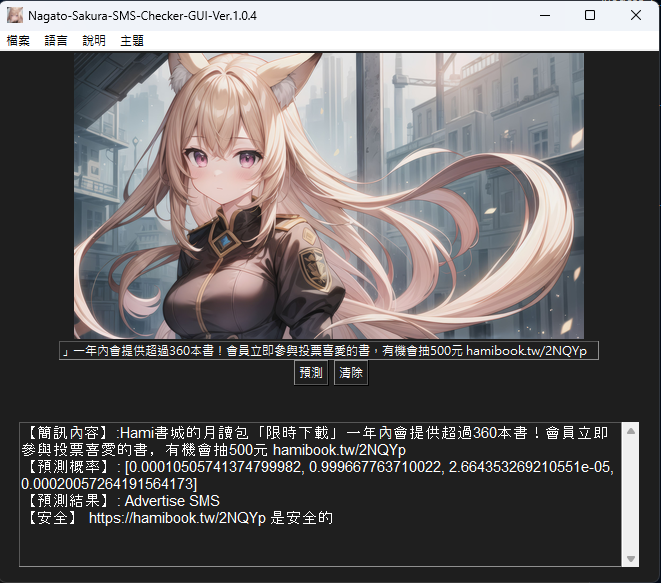 Nagato-Sakura-SMS-Checker-GUI-Ver.1.0.4
檔案 語言 說明 主題
」一年內會提供超過360本書！會員立即參與投票喜愛的書，有機會抽500元 hamibook.tw/2NQYp
預測 清除
【簡訊內容】:Hami書城的月讀包「限時下載」一年內會提供超過360本書！會員立即
參與投票喜愛的書，有機會抽500元 hamibook.tw/2NQYp
【預測概率】: [0.00010505741374799982, 0.999667763710022, 2.664353269210551e-05,
0.00020057264191564173]
【預測結果】: Advertise SMS
【安全】 https://hamibook.tw/2NQYp 是安全的